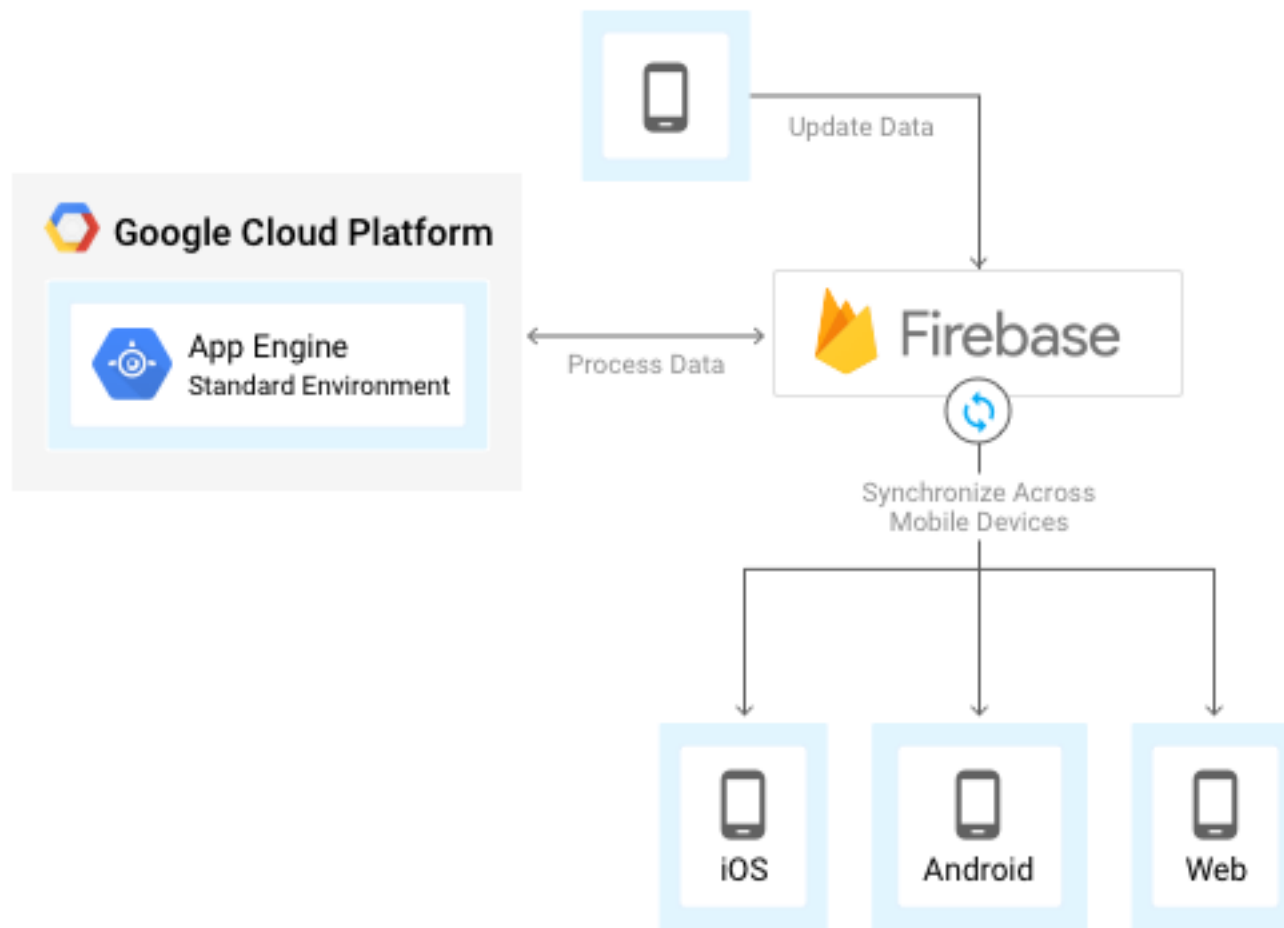 Update Data
Google Cloud Platform
App Engine
Standard Environment
Process Data
Firebase
Synchronize Across
Mobile Devices
iOS
Android
Web